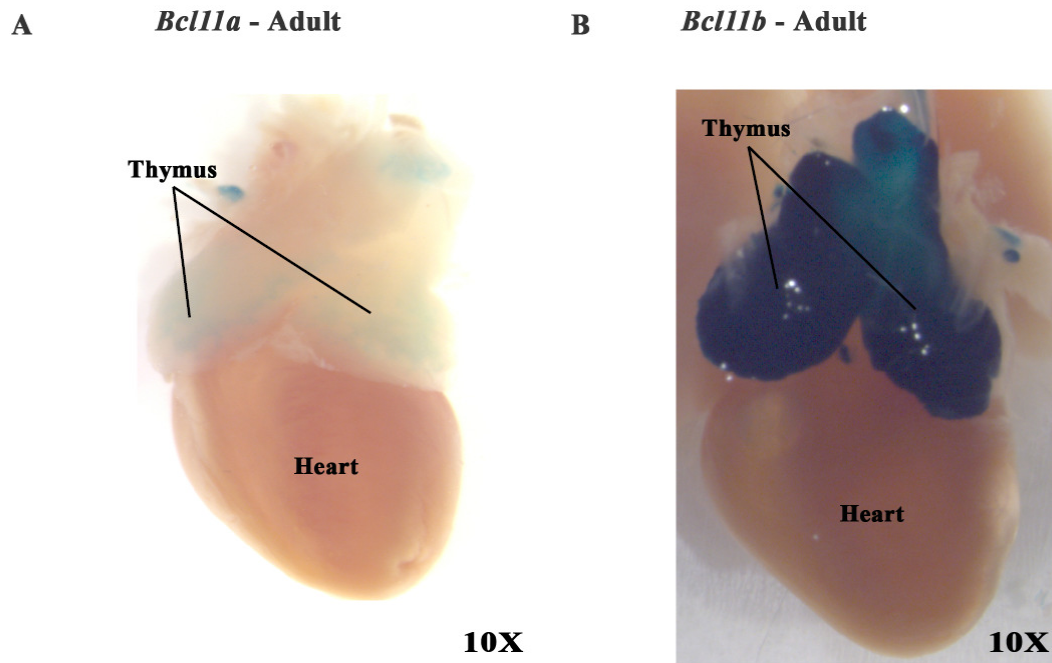 A
Bcl11a - Adult
Thymus
Heart
10X
B
Bcl11b - Adult
Thymus
Heart
10X